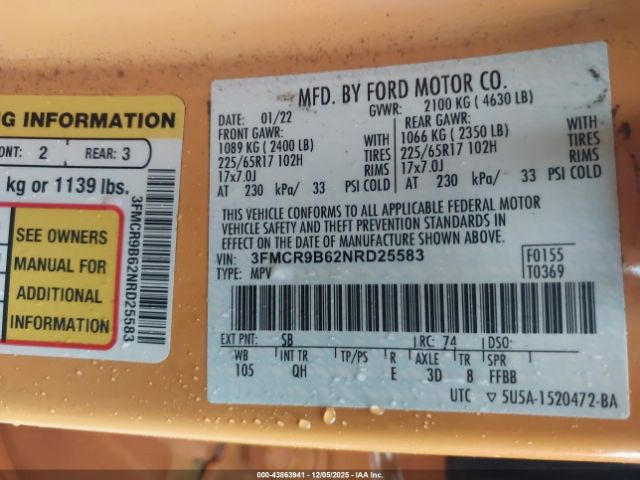 NG INFORMATION
ONT: 2 REAR: 3
kg or 1139 lbs.
SEE OWNERS
MANUAL FOR
ADDITIONAL
INFORMATION
3FMCR9B62NRD25583
MFD. BY FORD MOTOR CO.
DATE: 01/22 GVWR: 2100 KG ( 4630 LB)
FRONT GAWR: REAR GAWR:
1089 KG ( 2400 LB) WITH 1066 KG ( 2350 LB) WITH
225/65R17 102H TIRES 225/65R17 102H TIRES
17x7.0J RIMS 17x7.0J RIMS
AT 230 kPa/ 33 PSI COLD AT 230 kPa/ 33 PSI COLD
THIS VEHICLE CONFORMS TO ALL APPLICABLE FEDERAL MOTOR
VEHICLE SAFETY AND THEFT PREVENTION STANDARDS IN
EFFECT ON THE DATE OF MANUFACTURE SHOWN ABOVE.
VIN: 3FMCR9B62NRD25583 F0155
TYPE: MPV T0369
EXT PNT: SB RC: 74 DSO:
WB INT TR TP/PS R AXLE TR SPR
105 QH E 3D 8 FFBB
UTC ▽ 5U5A-1520472-BA
00-43863941 - 12/05/2025 - IAA Inc.